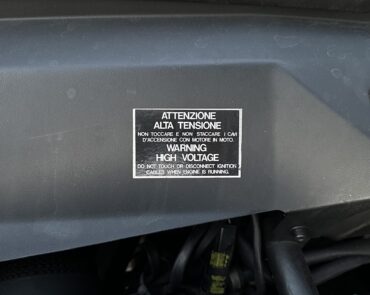 ATTENZIONE
ALTA TENSIONE
NON TOCCARE E NON STACCARE I CAVI
D'ACCENSIONE CON MOTORE IN MOTO.
WARNING
HIGH VOLTAGE
DO NOT TOUCH OR DISCONNECT IGNITION
CABLES WHEN ENGINE IS RUNNING.